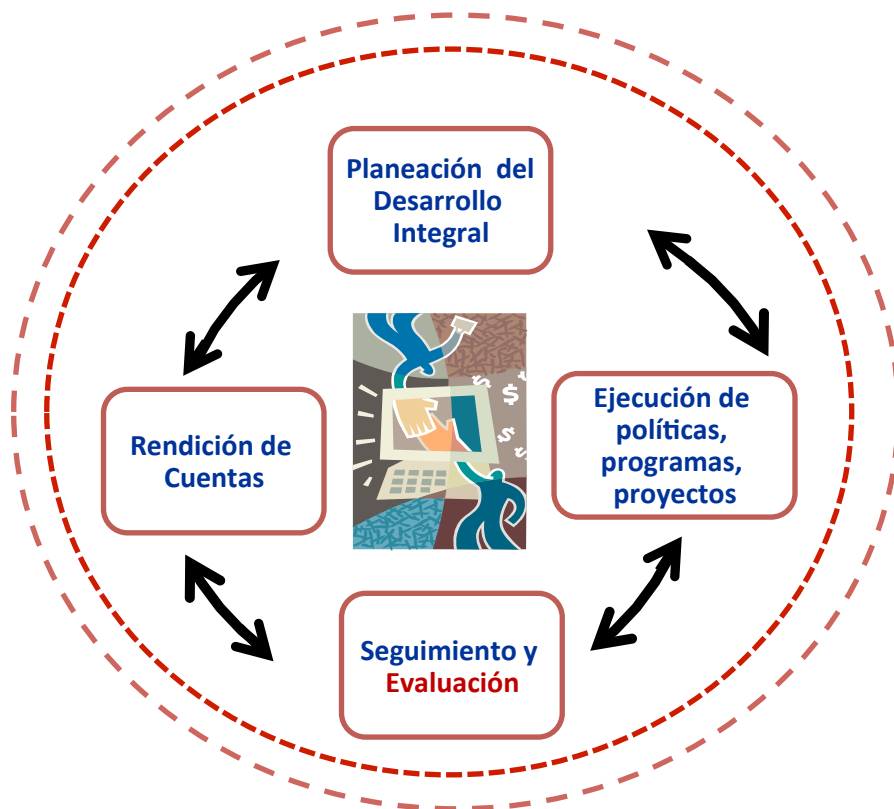 Planeación del
Desarrollo
Integral
Rendición de
Cuentas
Ejecución de
políticas,
programas,
proyectos
Seguimiento y
Evaluación
$
$
$